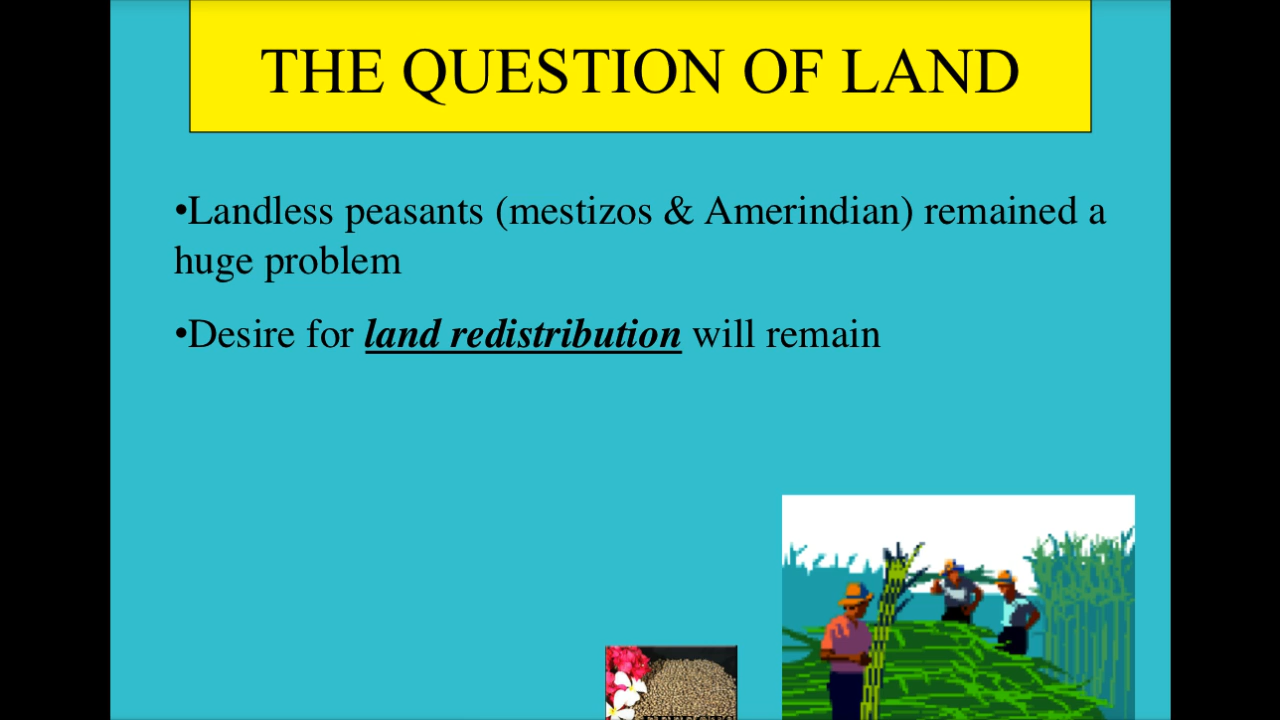 THE QUESTION OF LAND
•Landless peasants (mestizos & Amerindian) remained a
huge problem
•Desire for land redistribution will remain